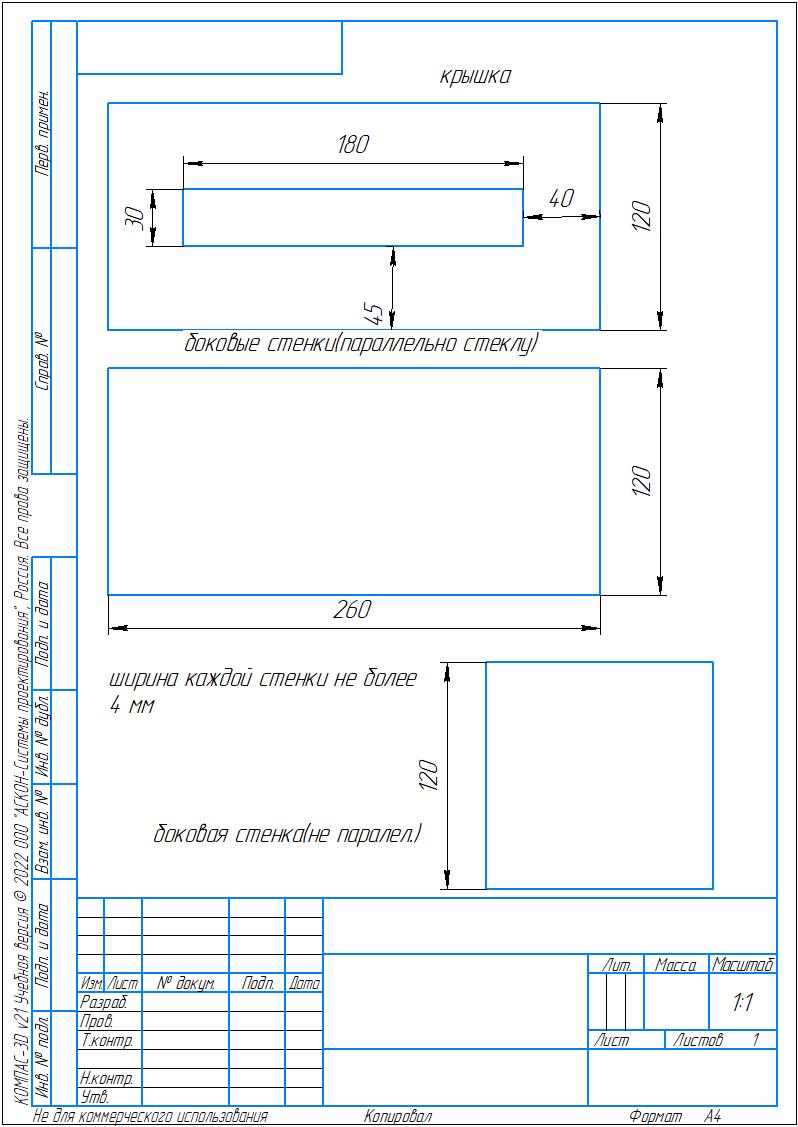 крышка
180
30
40
120
45
боковые стенки(параллельно стеклу)
120
260
ширина каждой стенки не более
4 мм
120
боковая стенка(не паралел.)
Перв. примен.
Справ. №
Подп. и дата
Инв. № дубл.
Взам. инв. №
Подп. и дата
Инв. № подл.
КОМПАС-3D v21 Учебная версия © 2022 ООО "АСКОН-Системы проектирования", Россия. Все права защищены.
Изм. Лист № докум. Подп. Дата
Разраб.
Пров.
Т.контр.
Н.контр.
Утв.
Лит. Масса Масштаб
1:1
Лист Листов 1
Не для коммерческого использования Копировал Формат А4